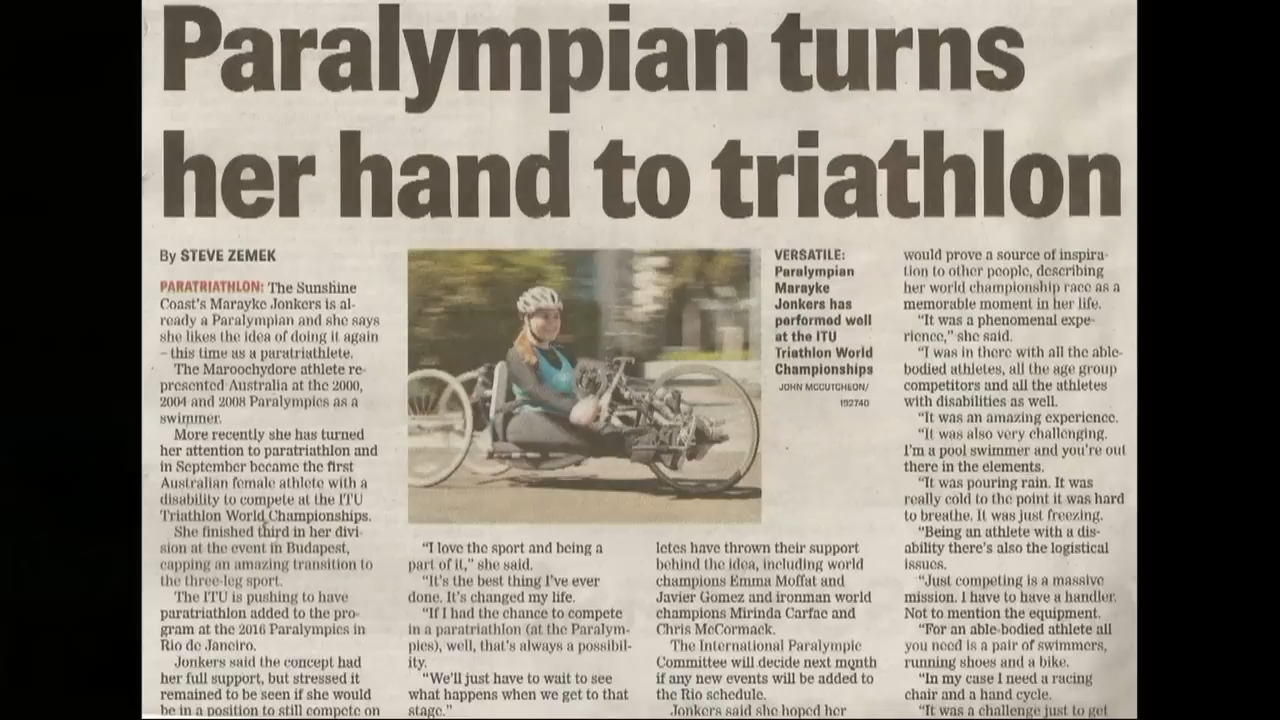 Paralympian turns
her hand to triathlon
By STEVE ZEMEK
PARATRIATHLON: The Sunshine
Coast's Marayke Jonkers is al-
ready a Paralympian and she says
she likes the idea of doing it again
– this time as a paratriathlete.
The Maroochydore athlete re-
presented Australia at the 2000,
2004 and 2008 Paralympics as a
swimmer.
More recently she has turned
her attention to paratriathlon and
in September became the first
Australian female athlete with a
disability to compete at the ITU
Triathlon World Championships.
She finished third in her divi-
sion at the event in Budapest,
capping an amazing transition to
the three-leg sport.
The ITU is pushing to have
paratriathlon added to the pro-
gram at the 2016 Paralympics in
Rio de Janeiro.
Jonkers said the concept had
her full support, but stressed it
remained to be seen if she would
be in a position to still compete on
"I love the sport and being a
part of it," she said.
"It's the best thing I've ever
done. It's changed my life.
"If I had the chance to compete
in a paratriathlon (at the Paralym-
pics), well, that's always a possibil-
ity.
"We'll just have to wait to see
what happens when we get to that
stage."
VERSATILE:
Paralympian
Marayke
Jonkers has
performed well
at the ITU
Triathlon World
Championships
JOHN MCCUTCHEON/
192740
letes have thrown their support
behind the idea, including world
champions Emma Moffat and
Javier Gomez and ironman world
champions Mirinda Carfae and
Chris McCormack.
The International Paralympic
Committee will decide next month
if any new events will be added to
the Rio schedule.
Jonkers said she hoped her
would prove a source of inspira-
tion to other people, describing
her world championship race as a
memorable moment in her life.
"It was a phenomenal expe-
rience," she said.
"I was in there with all the able-
bodied athletes, all the age group
competitors and all the athletes
with disabilities as well.
"It was an amazing experience.
"It was also very challenging.
I'm a pool swimmer and you're out
there in the elements.
"It was pouring rain. It was
really cold to the point it was hard
to breathe. It was just freezing.
"Being an athlete with a dis-
ability there's also the logistical
issues.
"Just competing is a massive
mission. I have to have a handler.
Not to mention the equipment.
"For an able-bodied athlete all
you need is a pair of swimmers,
running shoes and a bike.
"In my case I need a racing
chair and a hand cycle.
"It was a challenge just to get